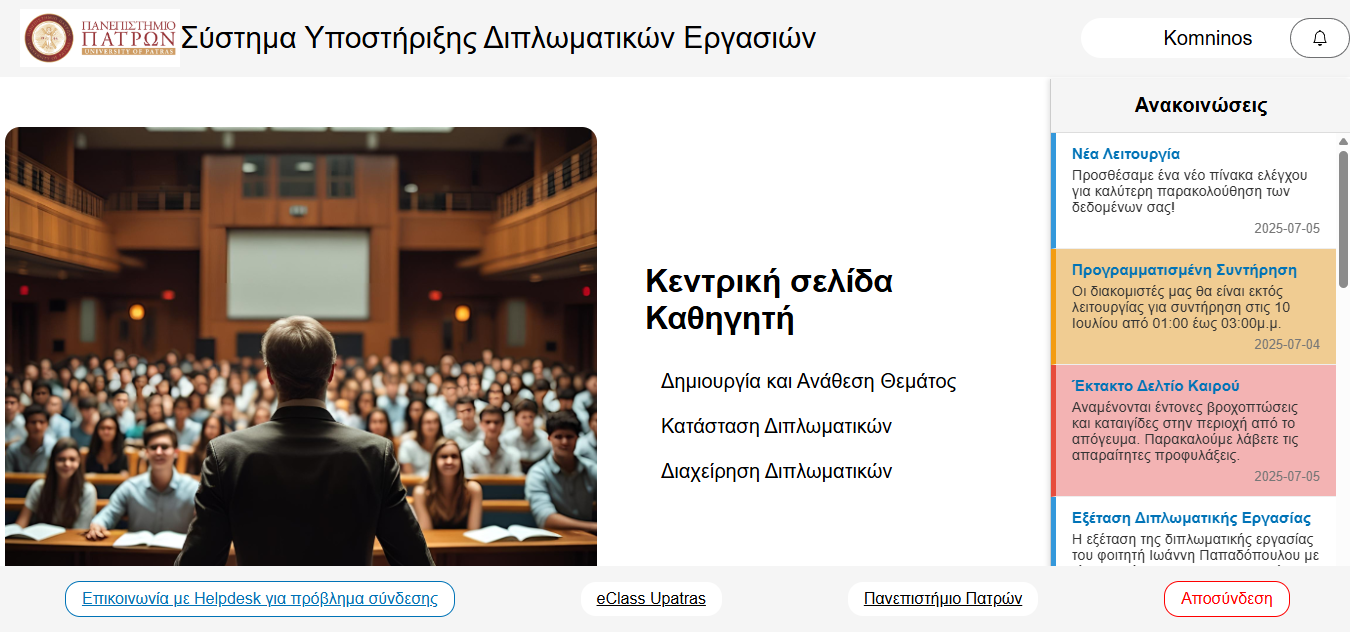 ΠΑΝΕΠΙΣΤΗΜΙΟ
ΠΑΤΡΩΝ
UNIVERSITY OF PATRAS
Σύστημα Υποστήριξης Διπλωματικών Εργασιών
Komninos
Κεντρική σελίδα
Καθηγητή
Δημιουργία και Ανάθεση Θεμάτος
Κατάσταση Διπλωματικών
Διαχείρηση Διπλωματικών
Ανακοινώσεις
Νέα Λειτουργία
Προσθέσαμε ένα νέο πίνακα ελέγχου
για καλύτερη παρακολούθηση των
δεδομένων σας!
2025-07-05
Προγραμματισμένη Συντήρηση
Οι διακομιστές μας θα είναι εκτός
λειτουργίας για συντήρηση στις 10
Ιουλίου από 01:00 έως 03:00μ.μ.
2025-07-04
Έκτακτο Δελτίο Καιρού
Αναμένονται έντονες βροχοπτώσεις
και καταιγίδες στην περιοχή από το
απόγευμα. Παρακαλούμε λάβετε τις
απαραίτητες προφυλάξεις.
2025-07-05
Εξέταση Διπλωματικής Εργασίας
Η εξέταση της διπλωματικής εργασίας
του φοιτητή Ιωάννη Παπαδόπουλου με
Επικοινωνία με Helpdesk για πρόβλημα σύνδεσης
eClass Upatras
Πανεπιστήμιο Πατρών
Αποσύνδεση